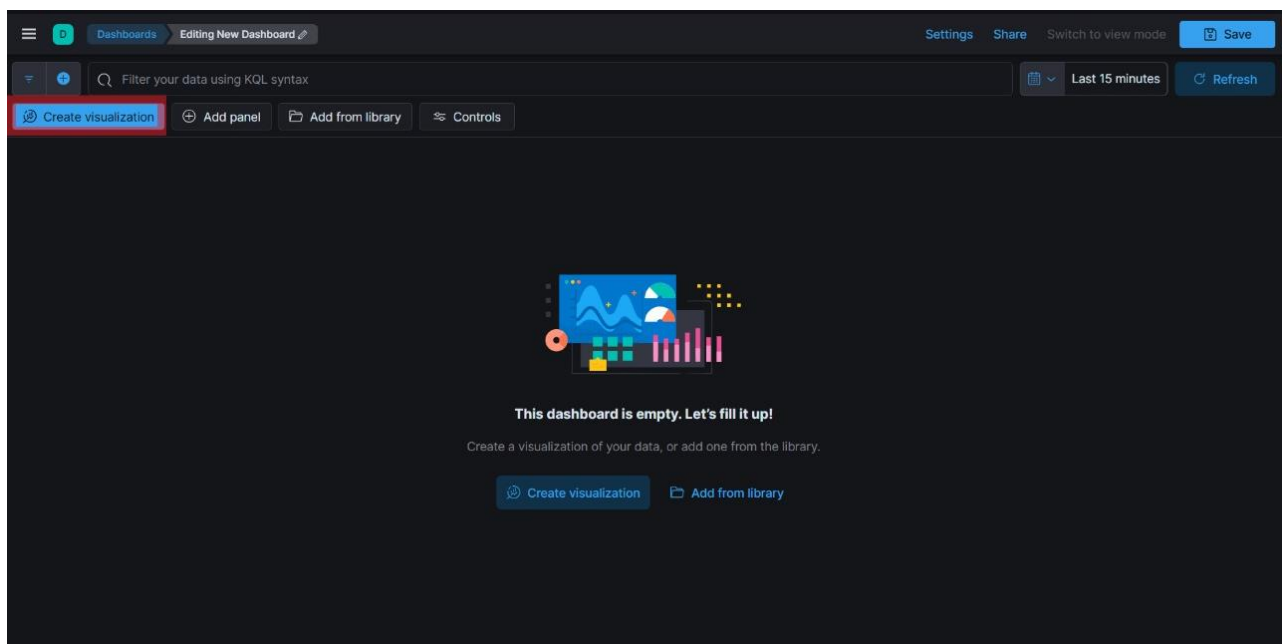 D Dashboards Editing New Dashboard Settings Share Switch to view mode Save
Filter your data using KQL syntax Last 15 minutes Refresh
Create visualization Add panel Add from library Controls
This dashboard is empty. Let's fill it up!
Create a visualization of your data, or add one from the library.
Create visualization Add from library